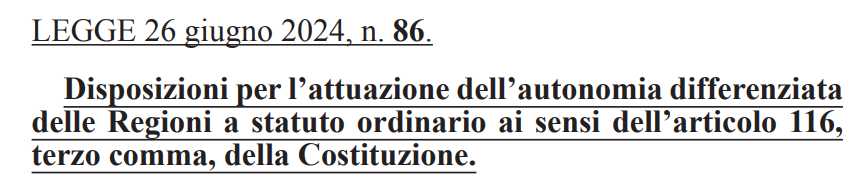 LEGGE 26 giugno 2024, n. 86.
Disposizioni per l’attuazione dell’autonomia differenziata
delle Regioni a statuto ordinario ai sensi dell’articolo 116,
terzo comma, della Costituzione.